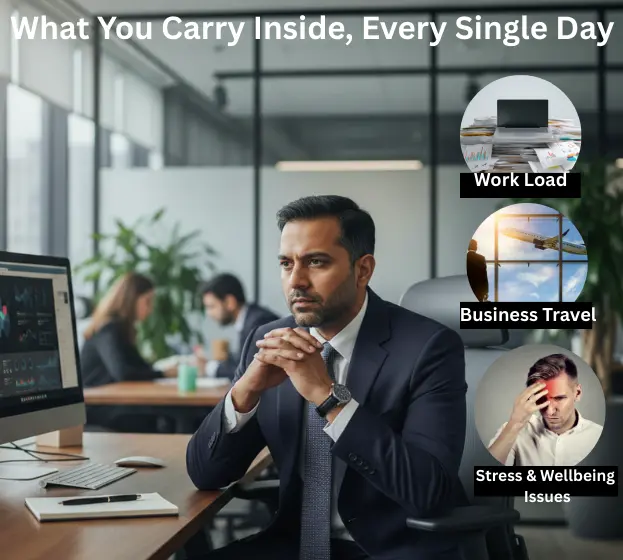 What You Carry Inside, Every Single Day
Work Load
Business Travel
Stress & Wellbeing
Issues